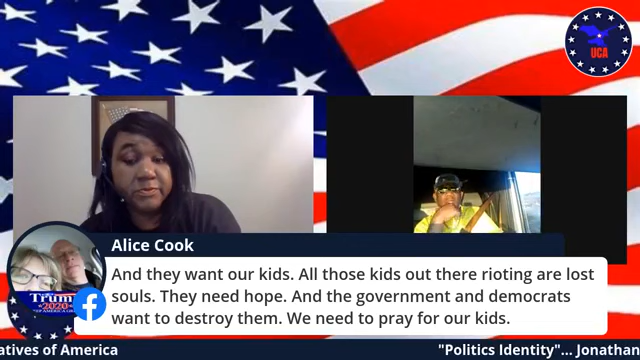 UCA
Alice Cook
And they want our kids. All those kids out there rioting are lost
souls. They need hope. And the government and democrats
want to destroy them. We need to pray for our kids.
Trump
2020
atives of America
"Politics Identity"... Jonathan